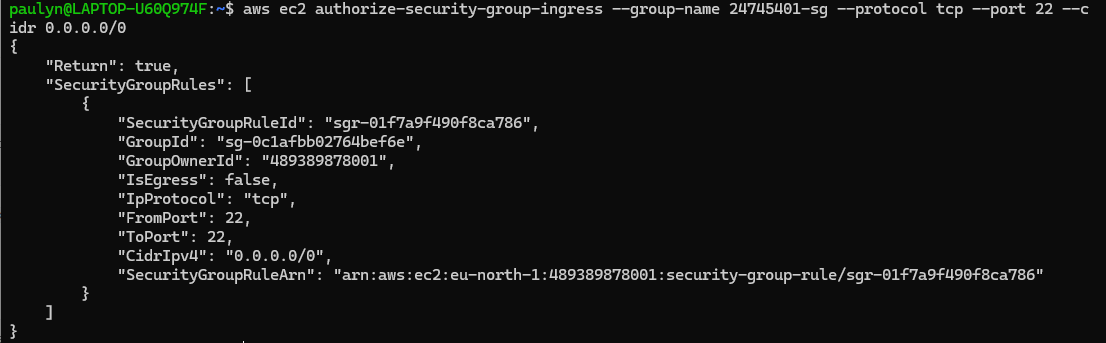 paulyn@LAPTOP-U60Q974F:~$ aws ec2 authorize-security-group-ingress --group-name 24745401-sg --protocol tcp --port 22 --c
idr 0.0.0.0/0
{
    "Return": true,
    "SecurityGroupRules": [
        {
            "SecurityGroupRuleId": "sgr-01f7a9f490f8ca786",
            "GroupId": "sg-0c1afbb02764bef6e",
            "GroupOwnerId": "489389878001",
            "IsEgress": false,
            "IpProtocol": "tcp",
            "FromPort": 22,
            "ToPort": 22,
            "CidrIpv4": "0.0.0.0/0",
            "SecurityGroupRuleArn": "arn:aws:ec2:eu-north-1:489389878001:security-group-rule/sgr-01f7a9f490f8ca786"
        }
    ]
}